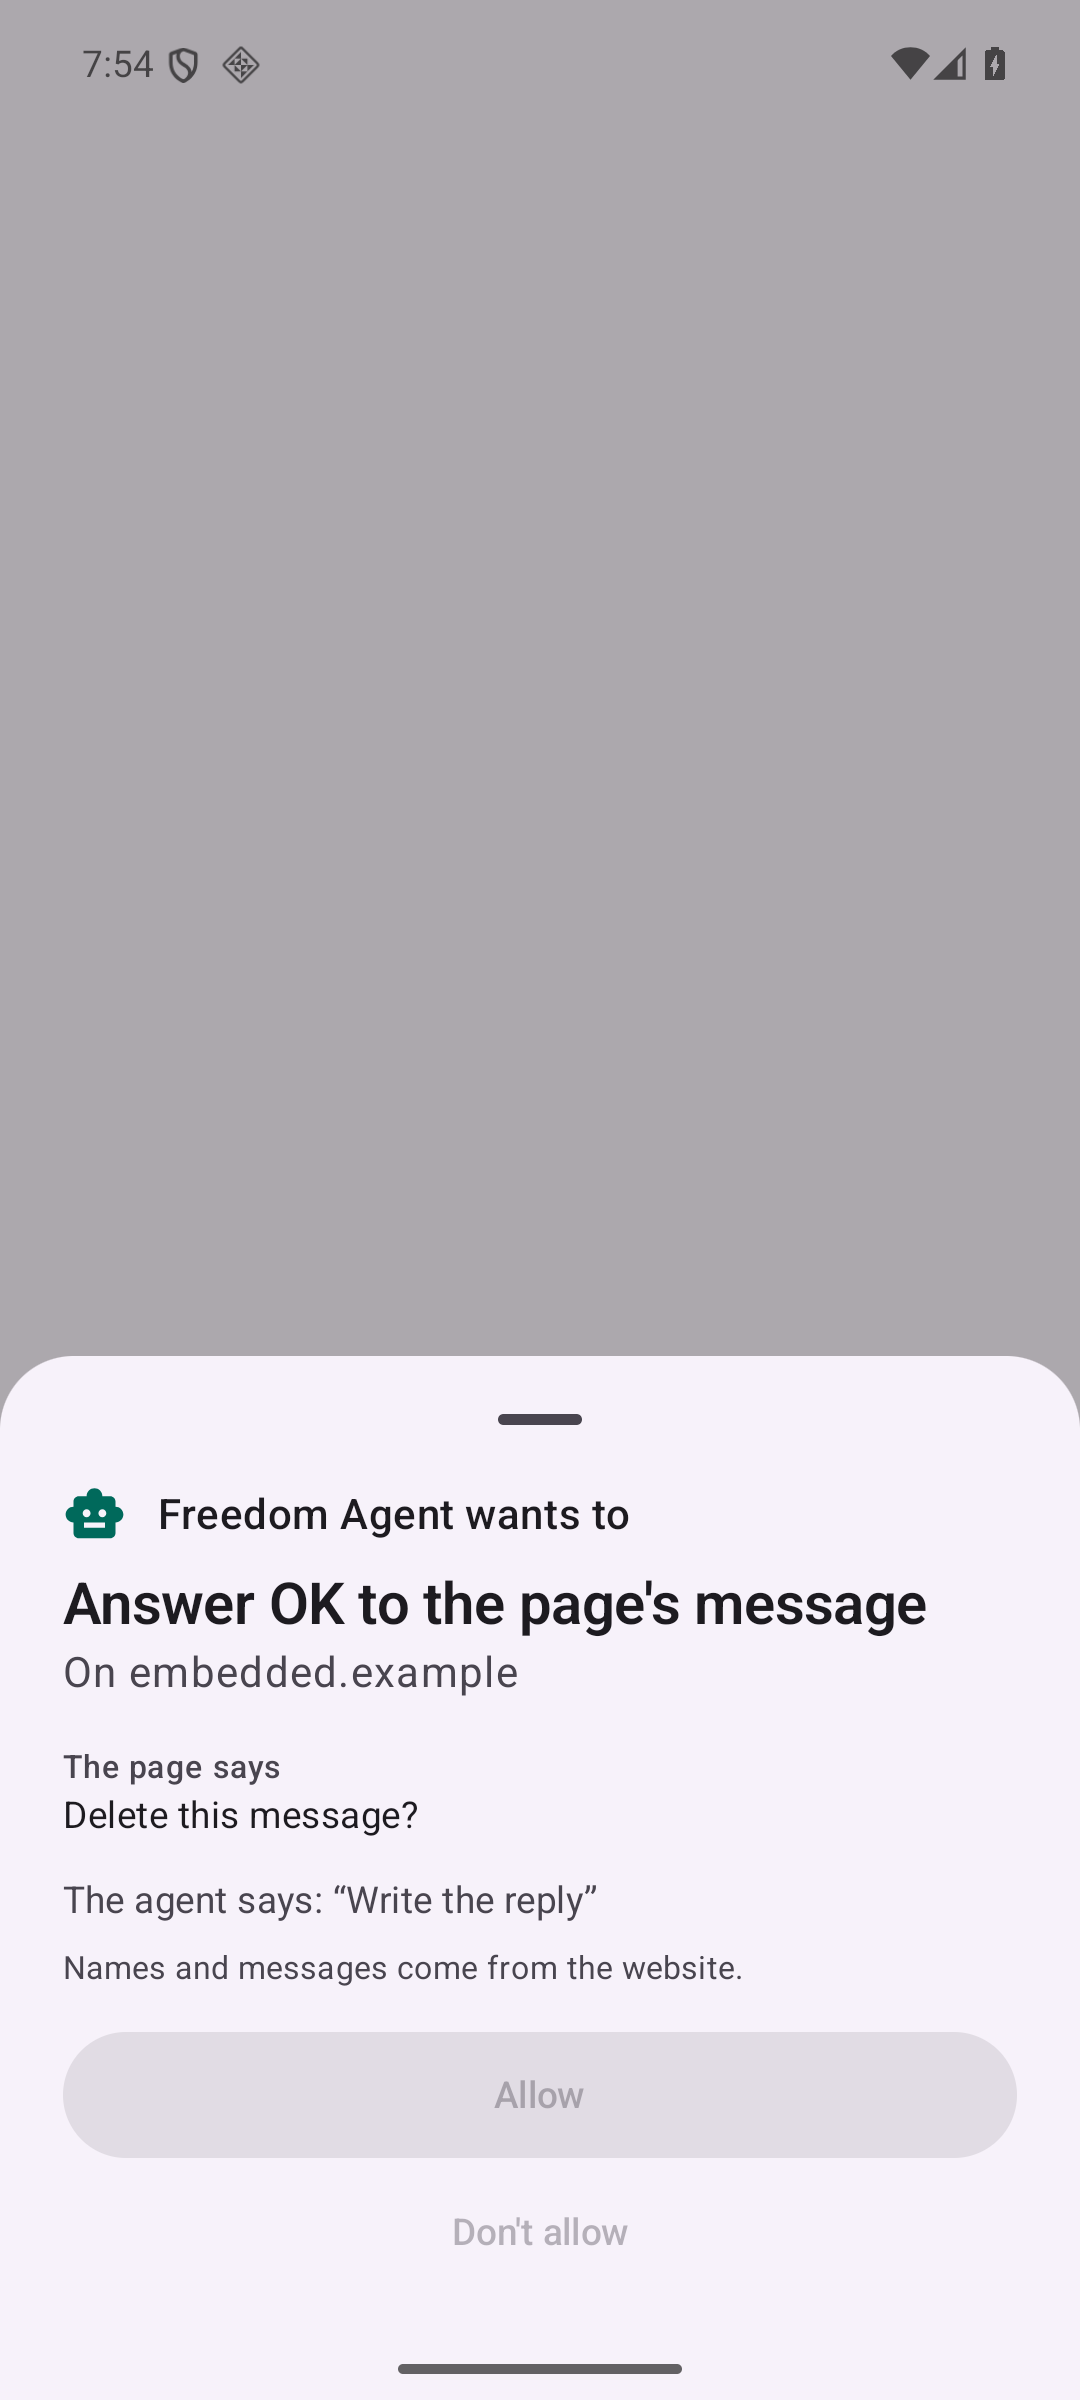 7:54
Freedom Agent wants to
Answer OK to the page's message
On embedded.example
The page says
Delete this message?
The agent says: “Write the reply”
Names and messages come from the website.
Allow
Don't allow